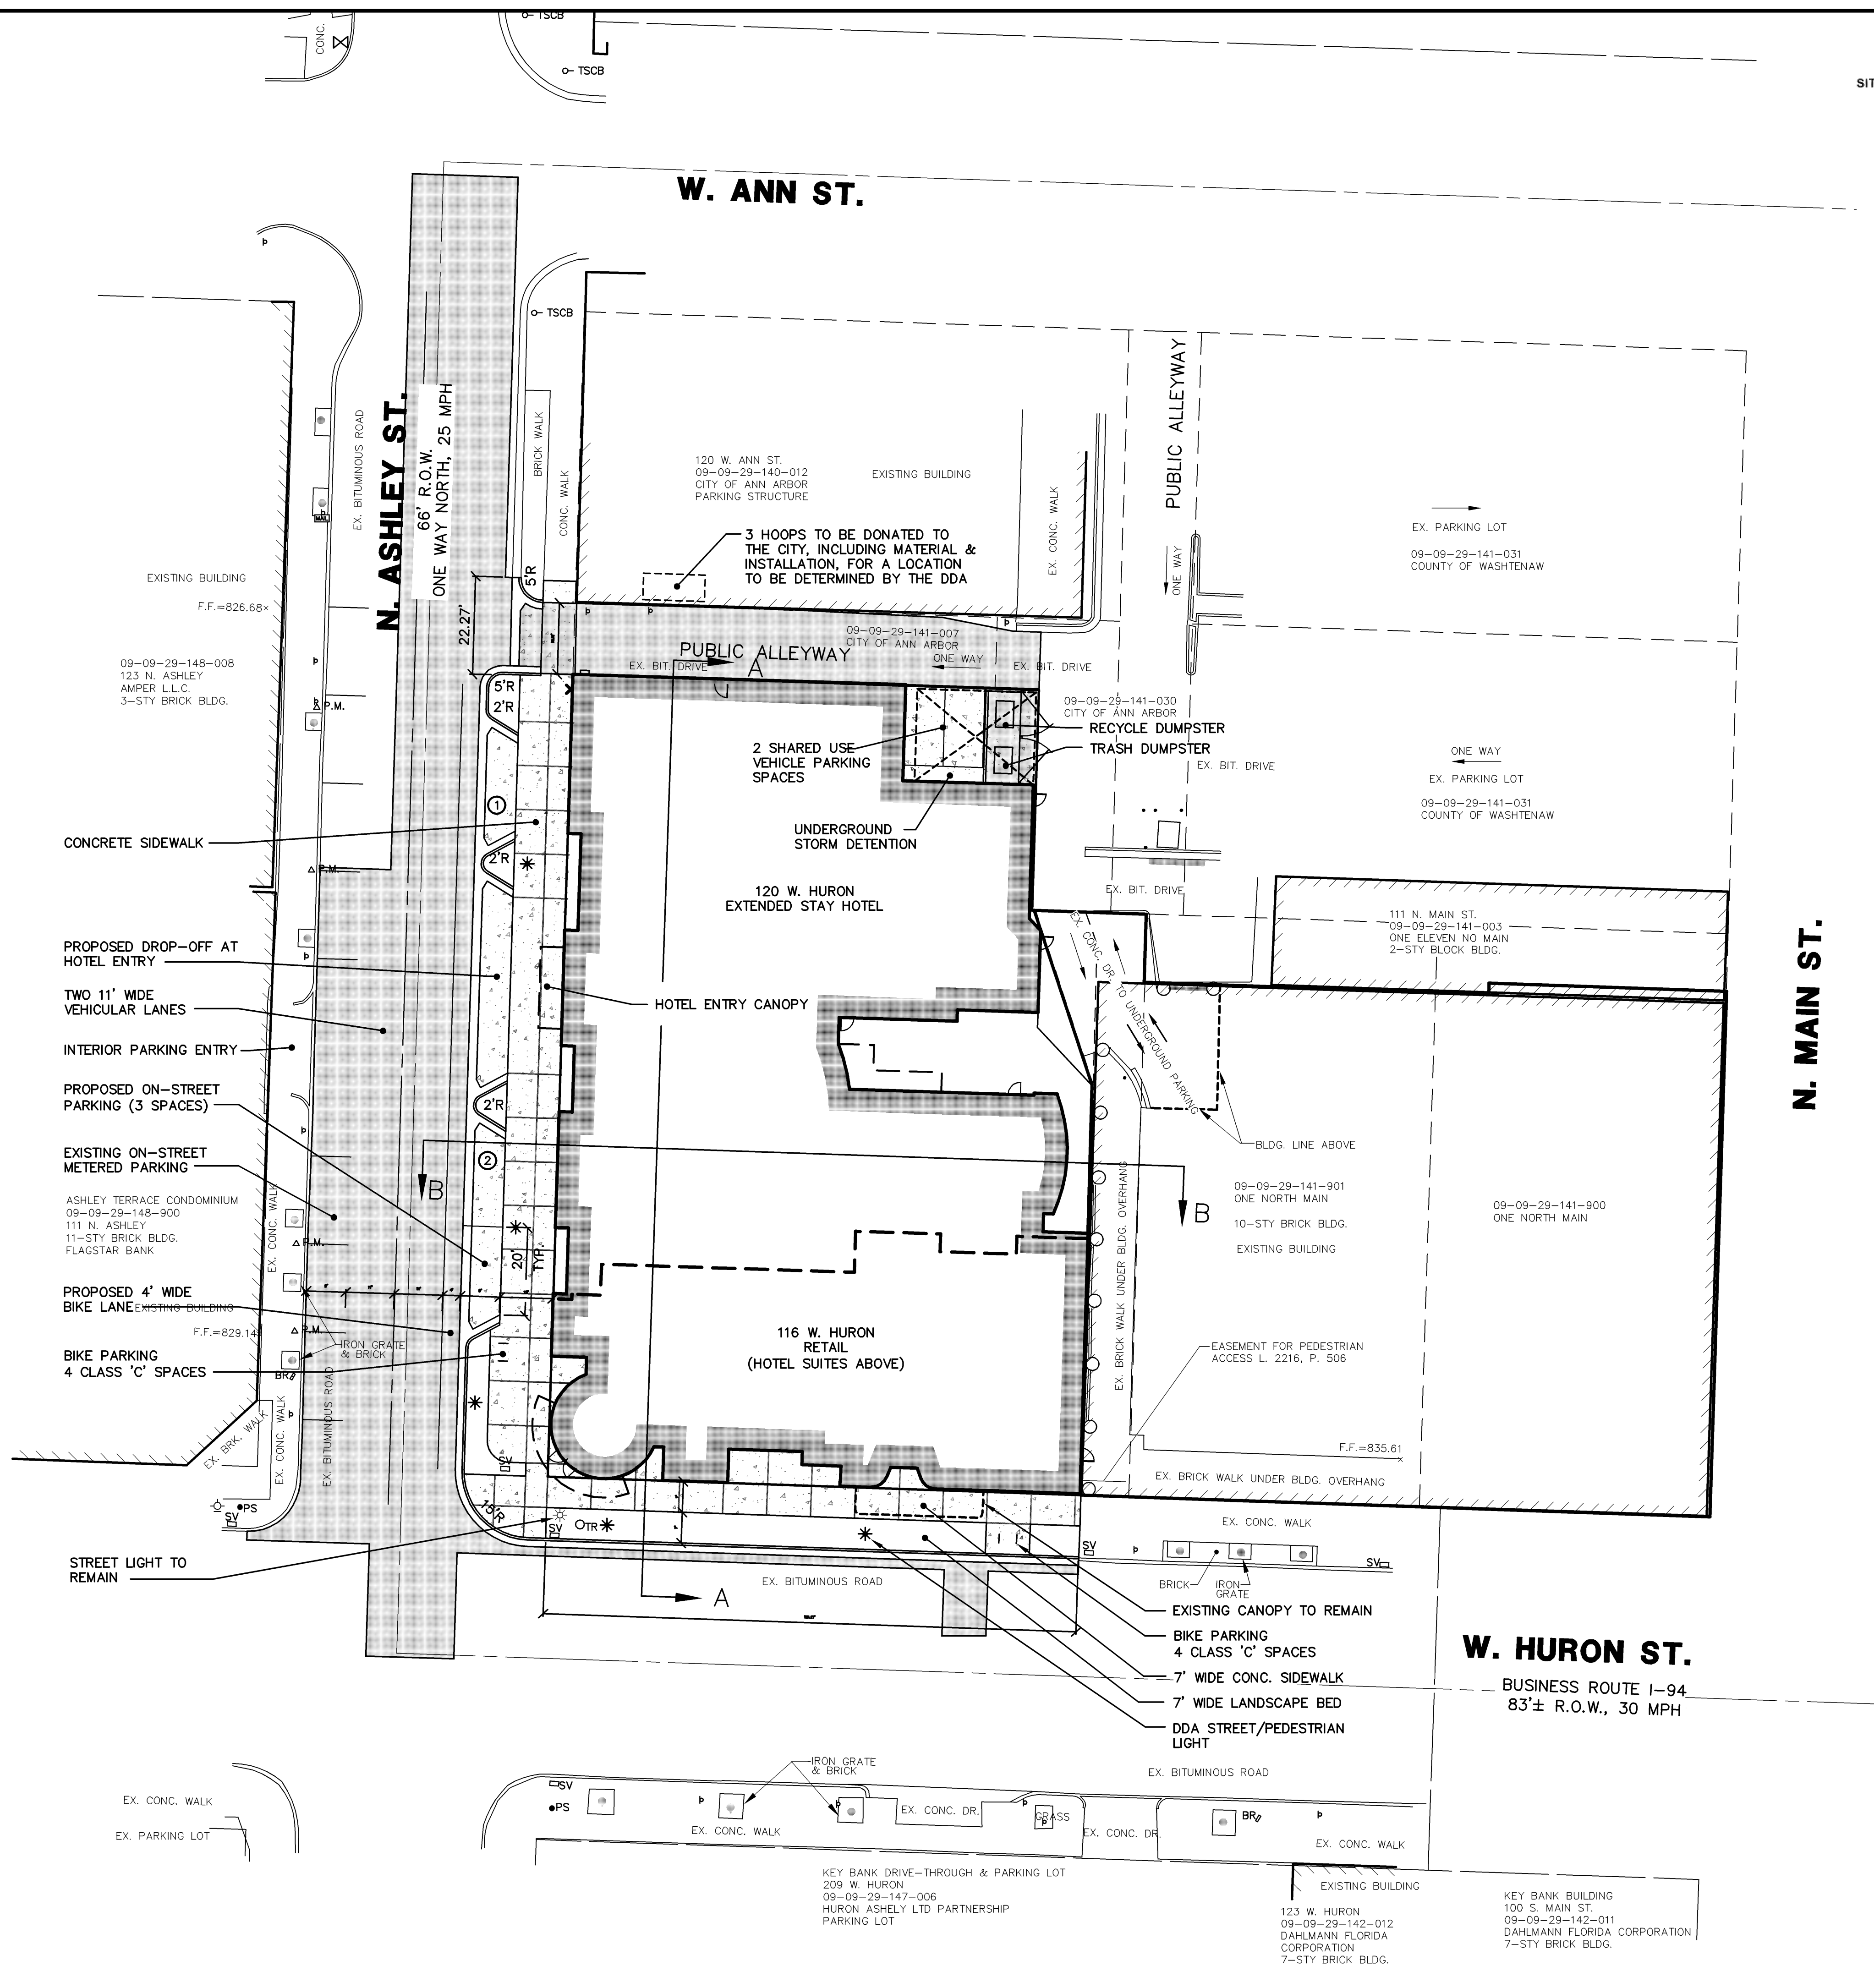 TSCB
CONC.
TSCB
SIT
W. ANN ST.
TSCB
N. ASHLEY ST.
66' R.O.W.
ONE WAY NORTH, 25 MPH
EX. BITUMINOUS ROAD
BRICK WALK
CONC. WALK
PUBLIC ALLEYWAY
ONE WAY
120 W. ANN ST.
09-09-29-140-012
CITY OF ANN ARBOR
PARKING STRUCTURE
EXISTING BUILDING
EX. CONC. WALK
3 HOOPS TO BE DONATED TO
THE CITY, INCLUDING MATERIAL &
INSTALLATION, FOR A LOCATION
TO BE DETERMINED BY THE DDA
EX. PARKING LOT
09-09-29-141-031
COUNTY OF WASHTENAW
EXISTING BUILDING
F.F.=826.68
22.27'
5'R
09-09-29-141-007
CITY OF ANN ARBOR
PUBLIC ALLEYWAY
EX. BIT. DRIVE
A
ONE WAY
EX. BIT. DRIVE
09-09-29-148-008
123 N. ASHLEY
AMPER L.L.C.
3-STY BRICK BLDG.
P.M.
5'R
2'R
09-09-29-141-030
CITY OF ANN ARBOR
RECYCLE DUMPSTER
TRASH DUMPSTER
2 SHARED USE
VEHICLE PARKING
SPACES
EX. BIT. DRIVE
ONE WAY
EX. PARKING LOT
09-09-29-141-031
COUNTY OF WASHTENAW
1
UNDERGROUND
STORM DETENTION
CONCRETE SIDEWALK
2'R
P.M.
120 W. HURON
EXTENDED STAY HOTEL
EX. BIT. DRIVE
111 N. MAIN ST.
09-09-29-141-003
ONE ELEVEN NO MAIN
2-STY BLOCK BLDG.
N. MAIN ST.
EX. CONC. DR. TO UNDERGROUND PARKING
PROPOSED DROP-OFF AT
HOTEL ENTRY
TWO 11' WIDE
VEHICULAR LANES
HOTEL ENTRY CANOPY
INTERIOR PARKING ENTRY
PROPOSED ON-STREET
PARKING (3 SPACES)
2'R
BLDG. LINE ABOVE
EXISTING ON-STREET
METERED PARKING
2
B
B
09-09-29-141-901
ONE NORTH MAIN
10-STY BRICK BLDG.
EXISTING BUILDING
09-09-29-141-900
ONE NORTH MAIN
ASHLEY TERRACE CONDOMINIUM
09-09-29-148-900
111 N. ASHLEY
11-STY BRICK BLDG.
FLAGSTAR BANK
EX. CONC. WALK
P.M.
20'
TYP.
EX. BRICK WALK UNDER BLDG. OVERHANG
PROPOSED 4' WIDE
BIKE LANE
EXISTING BUILDING
F.F.=829.14
P.M.
IRON GRATE
& BRICK
116 W. HURON
RETAIL
(HOTEL SUITES ABOVE)
EASEMENT FOR PEDESTRIAN
ACCESS L. 2216, P. 506
BIKE PARKING
4 CLASS 'C' SPACES
BR
EX. BRK. WALK
EX. CONC. WALK
EX. BITUMINOUS ROAD
F.F.=835.61
EX. BRICK WALK UNDER BLDG. OVERHANG
SV
PS
SV
15'R
SV
TR
EX. CONC. WALK
SV
SV
STREET LIGHT TO
REMAIN
EX. BITUMINOUS ROAD
A
BRICK
IRON
GRATE
EXISTING CANOPY TO REMAIN
BIKE PARKING
4 CLASS 'C' SPACES
7' WIDE CONC. SIDEWALK
7' WIDE LANDSCAPE BED
DDA STREET/PEDESTRIAN
LIGHT
W. HURON ST.
BUSINESS ROUTE I-94
83'± R.O.W., 30 MPH
IRON GRATE
& BRICK
EX. BITUMINOUS ROAD
SV
PS
EX. CONC. WALK
EX. PARKING LOT
EX. CONC. WALK
EX. CONC. DR.
GRASS
EX. CONC. DR.
BR
EX. CONC. WALK
KEY BANK DRIVE-THROUGH & PARKING LOT
209 W. HURON
09-09-29-147-006
HURON ASHELY LTD PARTNERSHIP
PARKING LOT
EXISTING BUILDING
123 W. HURON
09-09-29-142-012
DAHLMANN FLORIDA
CORPORATION
7-STY BRICK BLDG.
KEY BANK BUILDING
100 S. MAIN ST.
09-09-29-142-011
DAHLMANN FLORIDA CORPORATION
7-STY BRICK BLDG.